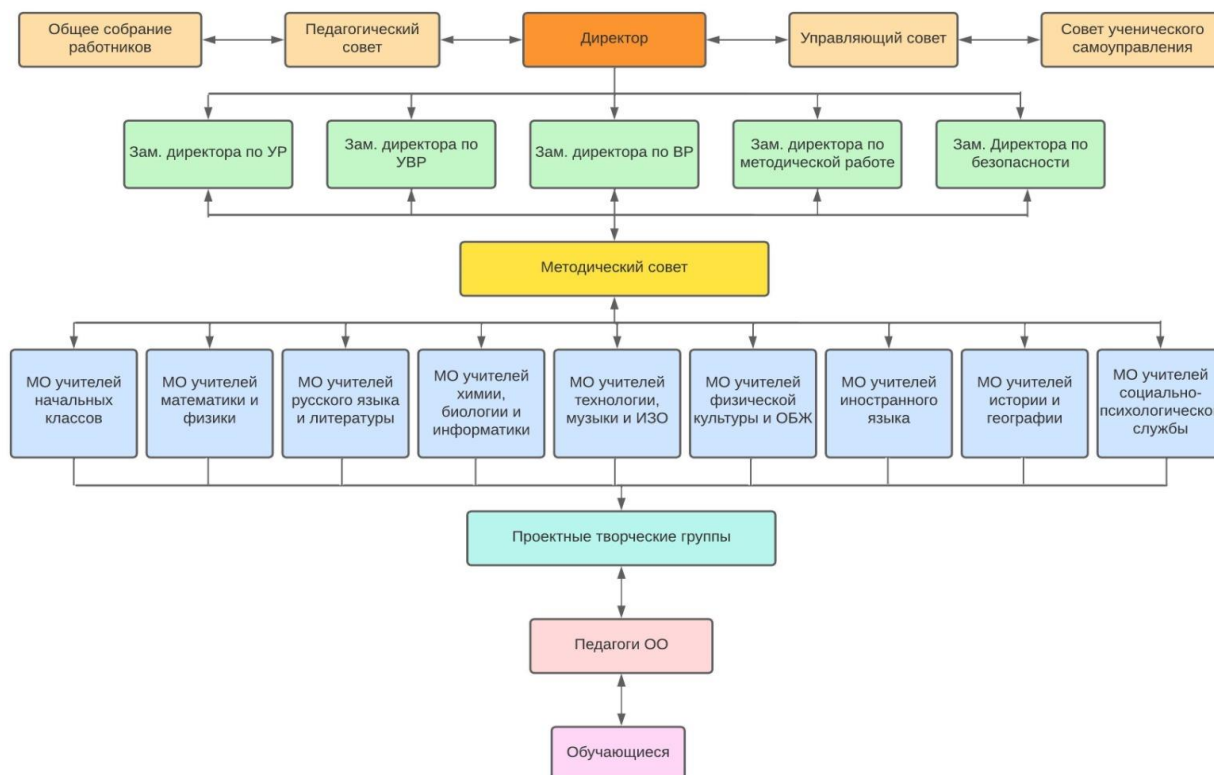 Общее собрание
работников
Педагогический
совет
Директор
Управляющий совет
Совет ученического
самоуправления
Зам. директора по УР
Зам. директора по
УВР
Зам. директора по ВР
Зам. директора по
методической работе
Зам. Директора по
безопасности
Методический совет
МО учителей
начальных
классов
МО учителей
математики и
физики
МО учителей
русского языка
и литературы
МО учителей
химии,
биологии и
информатики
МО учителей
технологии,
музыки и ИЗО
МО учителей
физической
культуры и ОБЖ
МО учителей
иностранного
языка
МО учителей
истории и
географии
МО учителей
социально-
психологической
службы
Проектные творческие группы
Педагоги ОО
Обучающиеся